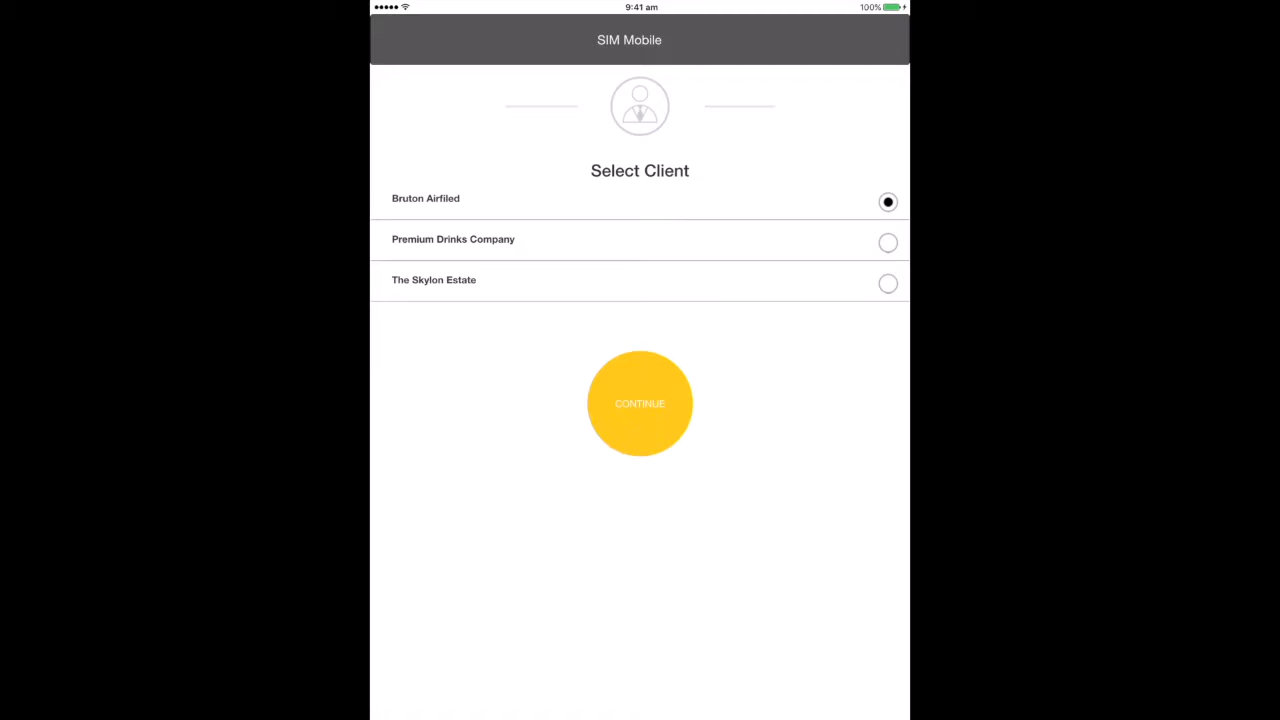 9:41 am
100%
SIM Mobile
Select Client
Bruton Airfiled
Premium Drinks Company
The Skylon Estate
CONTINUE